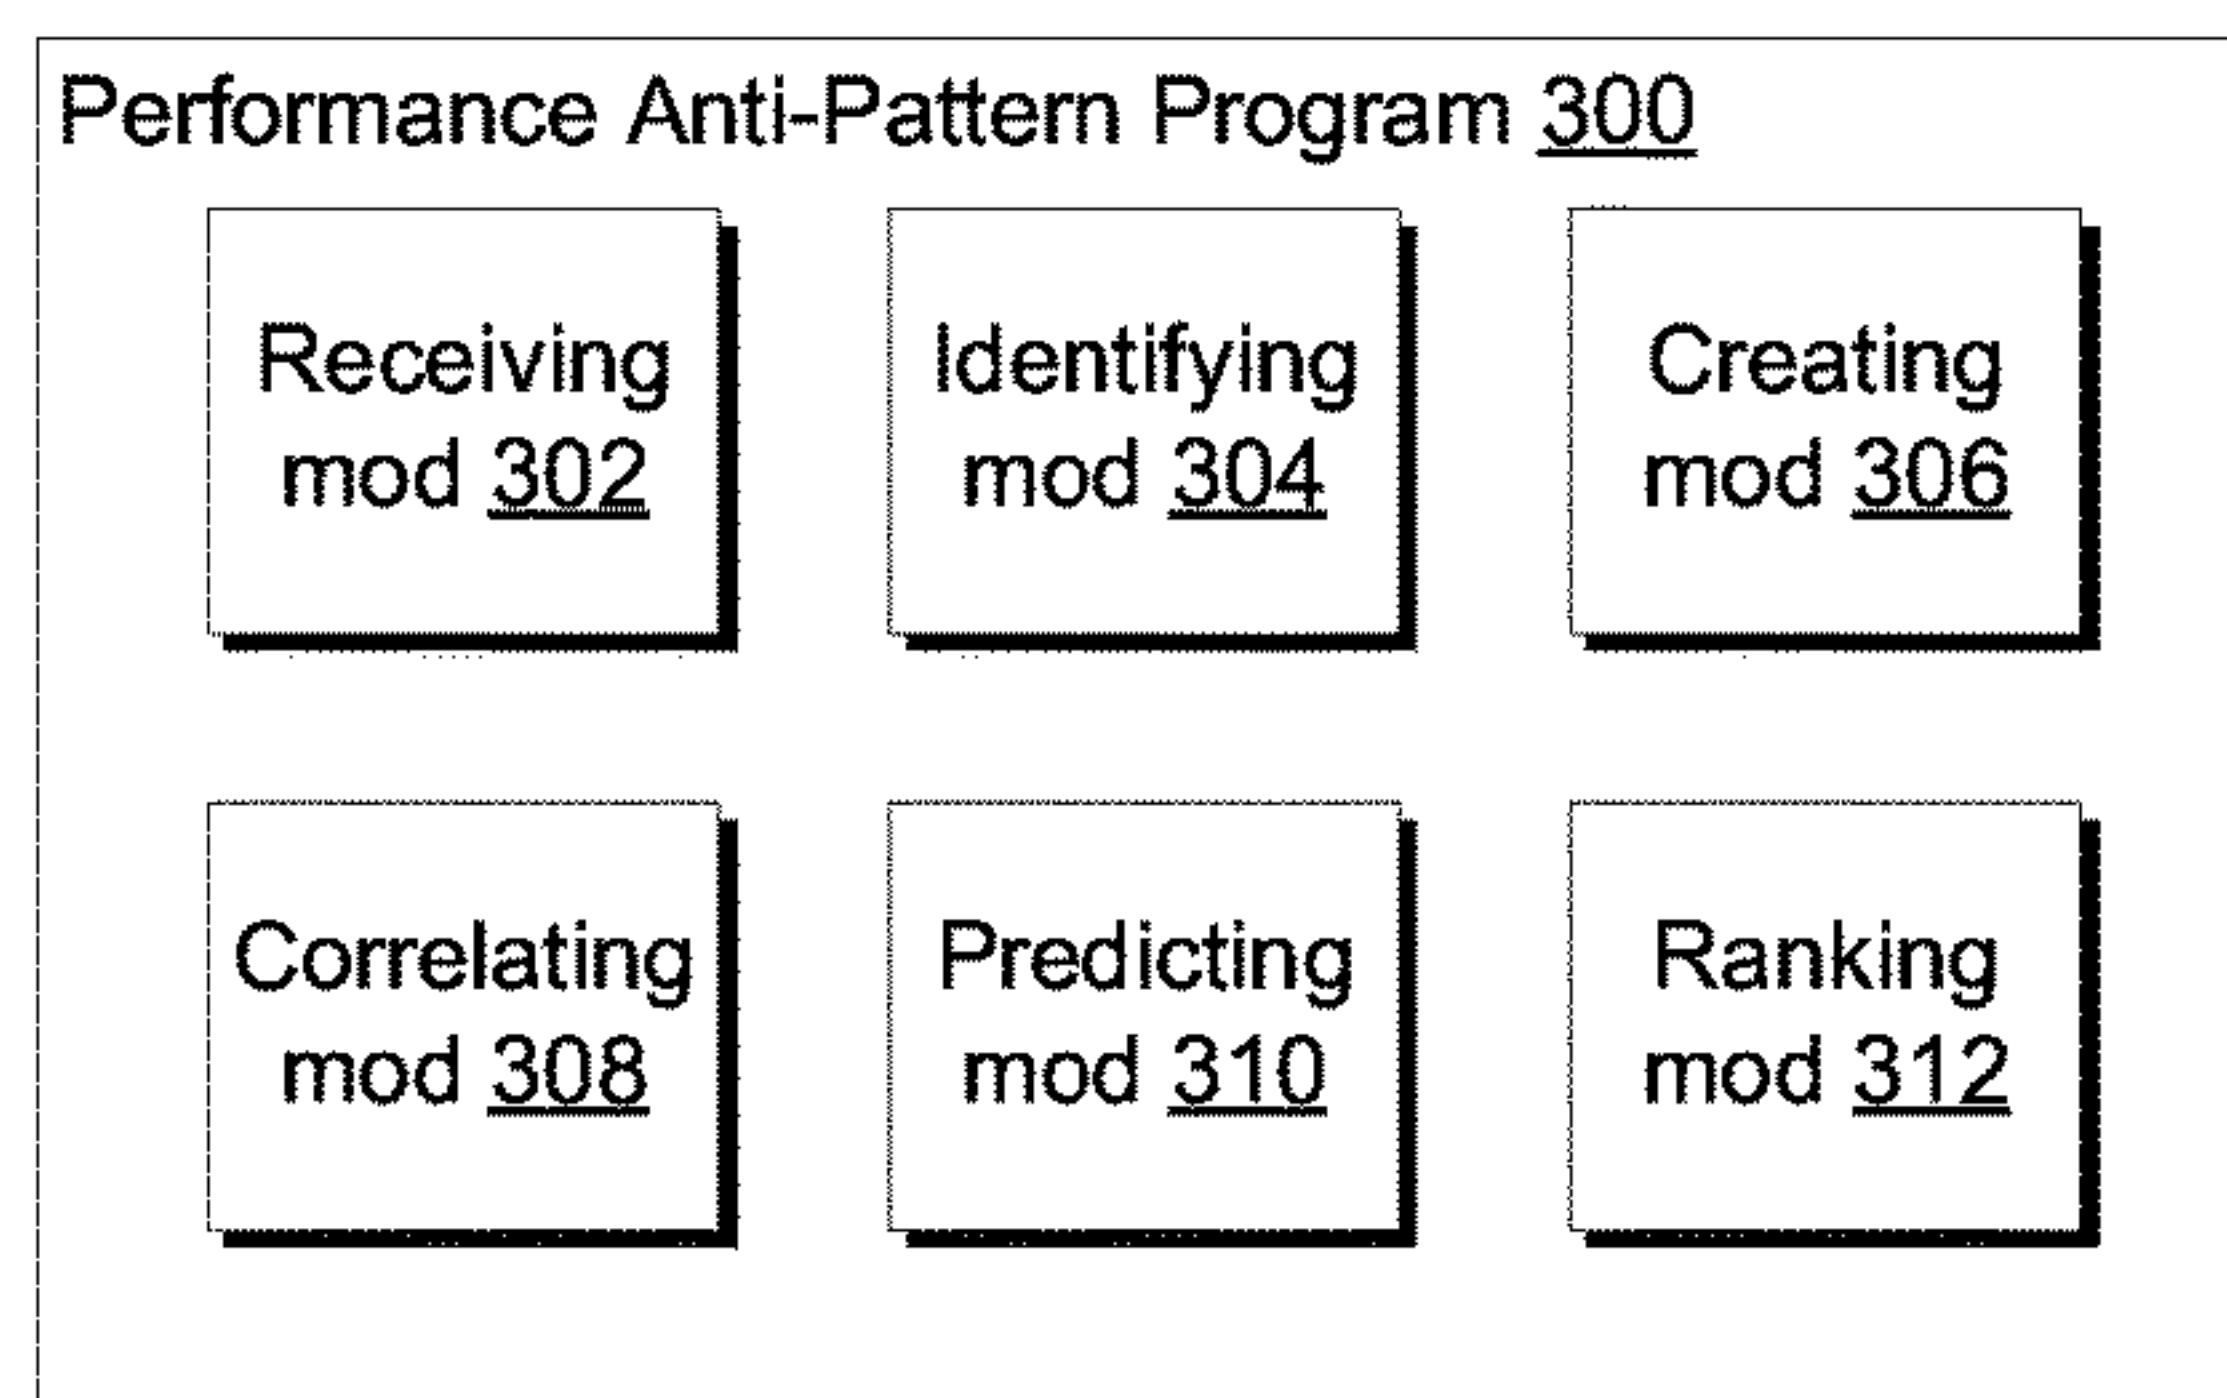 Performance Anti-Pattern Program 300
Receiving
mod 302
Identifying
mod 304
Creating
mod 306
Correlating
mod 308
Predicting
mod 310
Ranking
mod 312